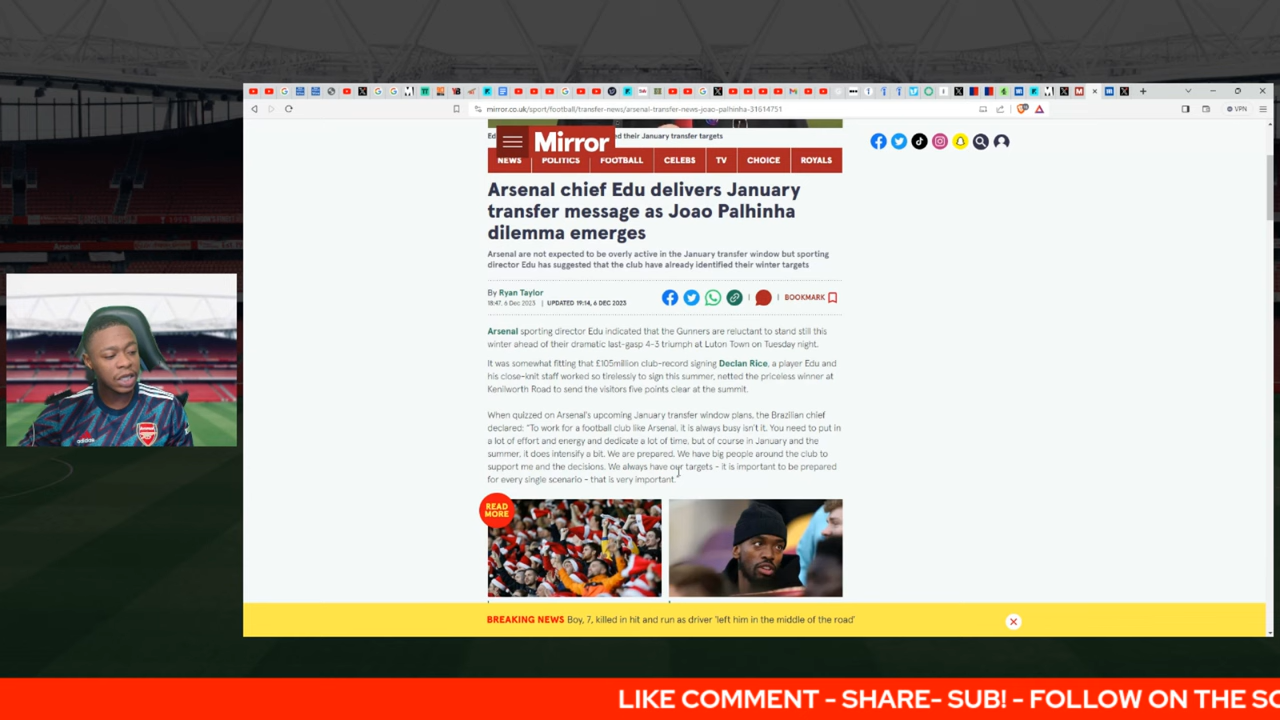 mirror.co.uk/sport/football/transfer-news/arsenal-transfer-news-joao-palhinha-31614751
VPN
Ed
ed their January transfer targets
Mirror
NEWS
POLITICS
FOOTBALL
CELEBS
TV
CHOICE
ROYALS
Arsenal chief Edu delivers January
transfer message as Joao Palhinha
dilemma emerges
Arsenal are not expected to be overly active in the January transfer window but sporting
director Edu has suggested that the club have already identified their winter targets
By Ryan Taylor
18:47, 6 Dec 2023 | UPDATED 19:14, 6 DEC 2023
BOOKMARK
Arsenal sporting director Edu indicated that the Gunners are reluctant to stand still this
winter ahead of their dramatic last-gasp 4-3 triumph at Luton Town on Tuesday night.
It was somewhat fitting that £105million club-record signing Declan Rice, a player Edu and
his close-knit staff worked so tirelessly to sign this summer, netted the priceless winner at
Kenilworth Road to send the visitors five points clear at the summit.
When quizzed on Arsenal's upcoming January transfer window plans, the Brazilian chief
declared: "To work for a football club like Arsenal, it is always busy isn't it. You need to put in
a lot of effort and energy and dedicate a lot of time, but of course in January and the
summer, it does intensify a bit. We are prepared. We have big people around the club to
support me and the decisions. We always have our targets - it is important to be prepared
for every single scenario - that is very important."
READ
MORE
BREAKING NEWS Boy, 7, killed in hit and run as driver 'left him in the middle of the road'
LIKE COMMENT - SHARE- SUB! - FOLLOW ON THE SO